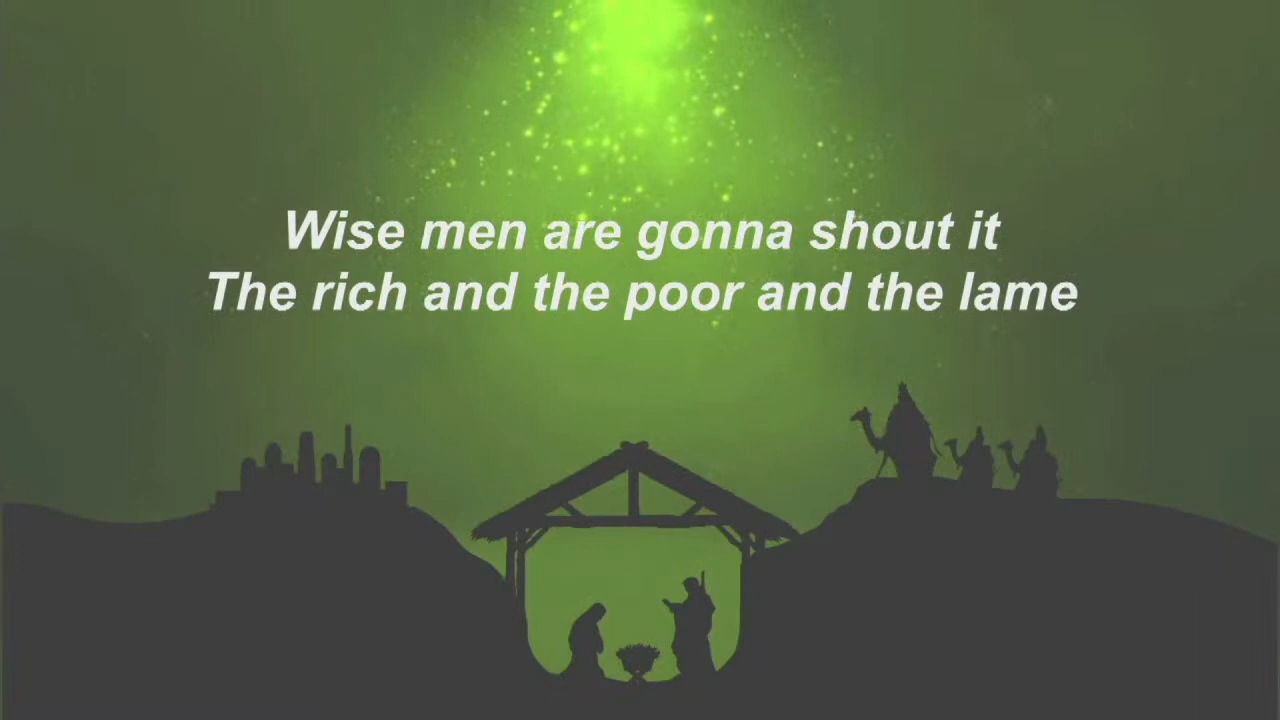 Wise men are gonna shout it
The rich and the poor and the lame